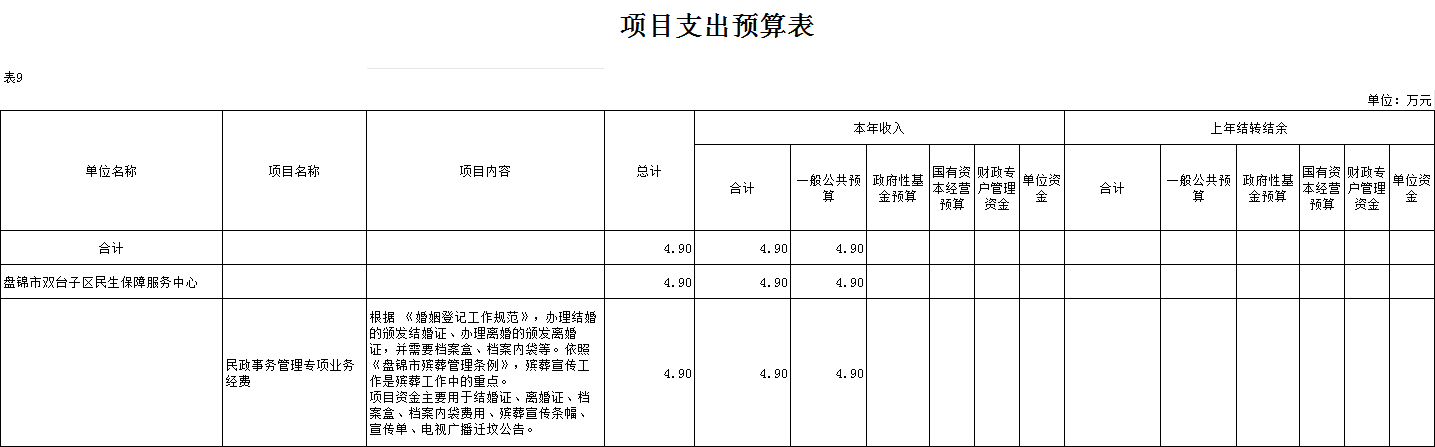 项目支出预算表
表9
单位：万元
单位名称 项目名称 项目内容 总计 本年收入 上年结转结余
合计 一般公共预算 政府性基金预算 国有资本经营预算 财政专户管理资金 单位资金 合计 一般公共预算 政府性基金预算 国有资本经营预算 财政专户管理资金 单位资金
合计 4.90 4.90 4.90
盘锦市双台子区民生保障服务中心 4.90 4.90 4.90
民政事务管理专项业务
经费
根据 《婚姻登记工作规范》，办理结婚
的颁发结婚证、办理离婚的颁发离婚
证，并需要档案盒、档案内袋等。依照
《盘锦市殡葬管理条例》，殡葬宣传工
作是殡葬工作中的重点。
项目资金主要用于结婚证、离婚证、档
案盒、档案内袋费用、殡葬宣传条幅、
宣传单、电视广播迁坟公告。
4.90 4.90 4.90